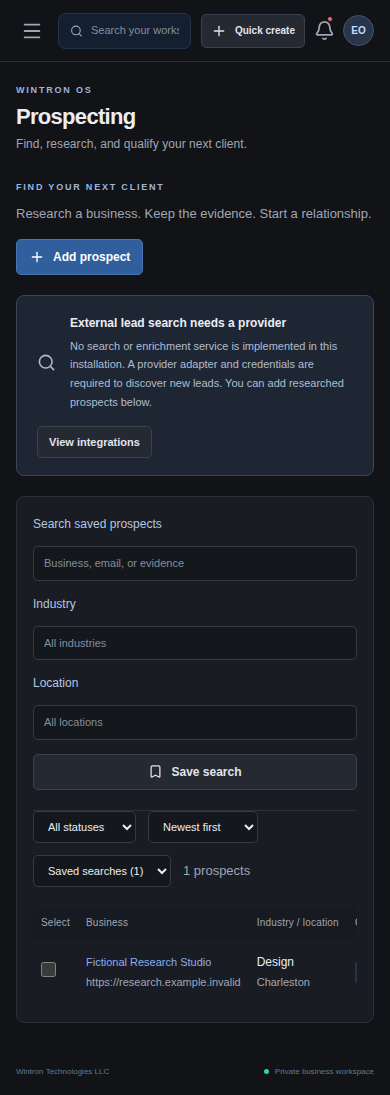 Search your works
Quick create
EO
WINTRON OS
Prospecting
Find, research, and qualify your next client.
FIND YOUR NEXT CLIENT
Research a business. Keep the evidence. Start a relationship.
Add prospect
External lead search needs a provider
No search or enrichment service is implemented in this
installation. A provider adapter and credentials are
required to discover new leads. You can add researched
prospects below.
View integrations
Search saved prospects
Business, email, or evidence
Industry
All industries
Location
All locations
Save search
All statuses
Newest first
Saved searches (1)
1 prospects
Select Business Industry / location
Fictional Research Studio Design
https://research.example.invalid Charleston
Wintron Technologies LLC
Private business workspace